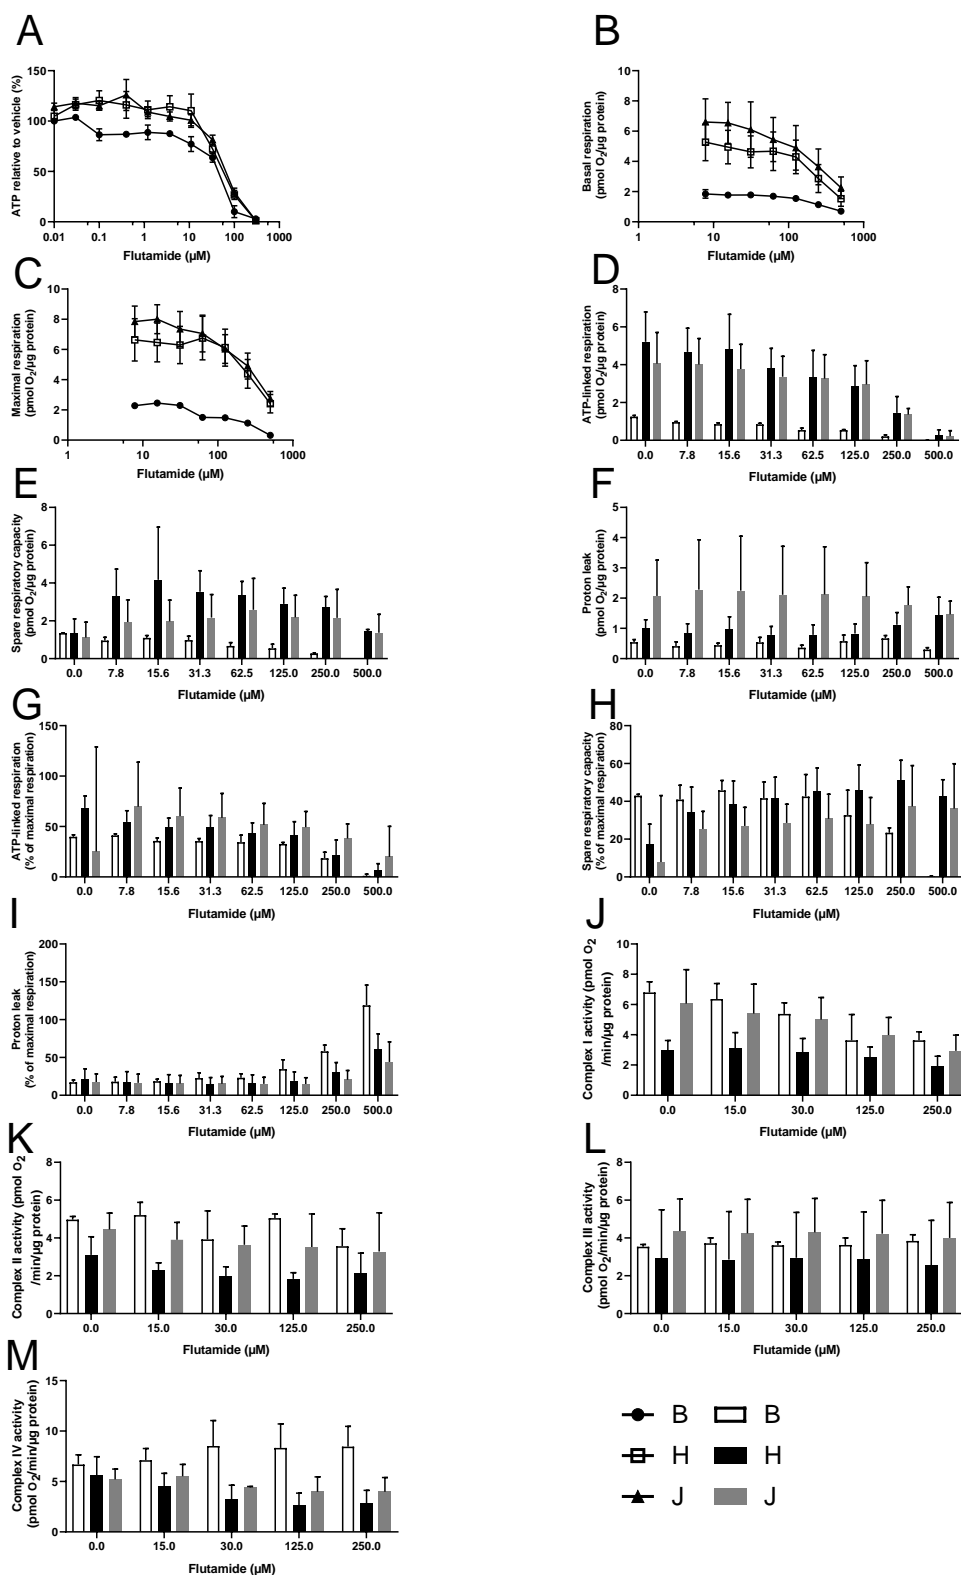 A
ATP relative to vehicle (%)
150
100
50
0
0.01 0.1 1 10 100 1000
Flutamide (µM)
B
Basal respiration
(pmol O2/µg protein)
10
8
6
4
2
0
1 10 100 1000
Flutamide (µM)
C
Maximal respiration
(pmol O2/µg protein)
10
8
6
4
2
0
1 10 100 1000
Flutamide (µM)
D
ATP-linked respiration
(pmol O2/µg protein)
8
6
4
2
0
0.0 7.8 15.6 31.3 62.5 125.0 250.0 500.0
Flutamide (µM)
E
Spare respiratory capacity
(pmol O2/µg protein)
8
6
4
2
0
0.0 7.8 15.6 31.3 62.5 125.0 250.0 500.0
Flutamide (µM)
F
Proton leak
(pmol O2/µg protein)
5
4
3
2
1
0
0.0 7.8 15.6 31.3 62.5 125.0 250.0 500.0
Flutamide (µM)
G
ATP-linked respiration
(% of maximal respiration)
150
100
50
0
0.0 7.8 15.6 31.3 62.5 125.0 250.0 500.0
Flutamide (µM)
H
Spare respiratory capacity
(% of maximal respiration)
80
60
40
20
0
0.0 7.8 15.6 31.3 62.5 125.0 250.0 500.0
Flutamide (µM)
I
Proton leak
(% of maximal respiration)
200
150
100
50
0
0.0 7.8 15.6 31.3 62.5 125.0 250.0 500.0
Flutamide (µM)
J
Complex I activity (pmol O2
/min/µg protein)
10
8
6
4
2
0
0.0 15.0 30.0 125.0 250.0
Flutamide (µM)
K
Complex II activity (pmol O2
/min/µg protein)
8
6
4
2
0
0.0 15.0 30.0 125.0 250.0
Flutamide (µM)
L
Complex III activity
(pmol O2/min/µg protein)
8
6
4
2
0
0.0 15.0 30.0 125.0 250.0
Flutamide (µM)
M
Complex IV activity
(pmol O2/min/µg protein)
15
10
5
0
0.0 15.0 30.0 125.0 250.0
Flutamide (µM)
B B
H H
J J